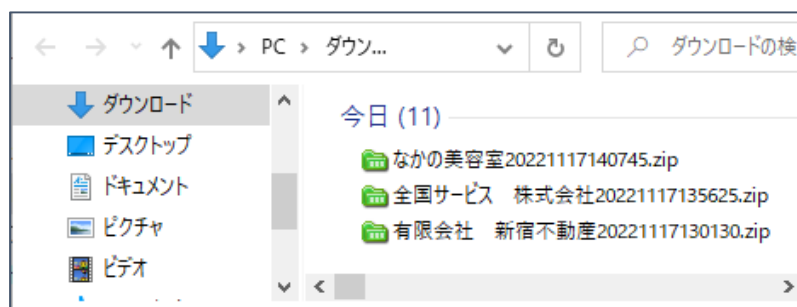 PC › ダウン...
ダウンロードの検
ダウンロード
デスクトップ
ドキュメント
ピクチャ
ビデオ
今日 (11)
なかの美容室20221117140745.zip
全国サービス　株式会社20221117135625.zip
有限会社　新宿不動産20221117130130.zip